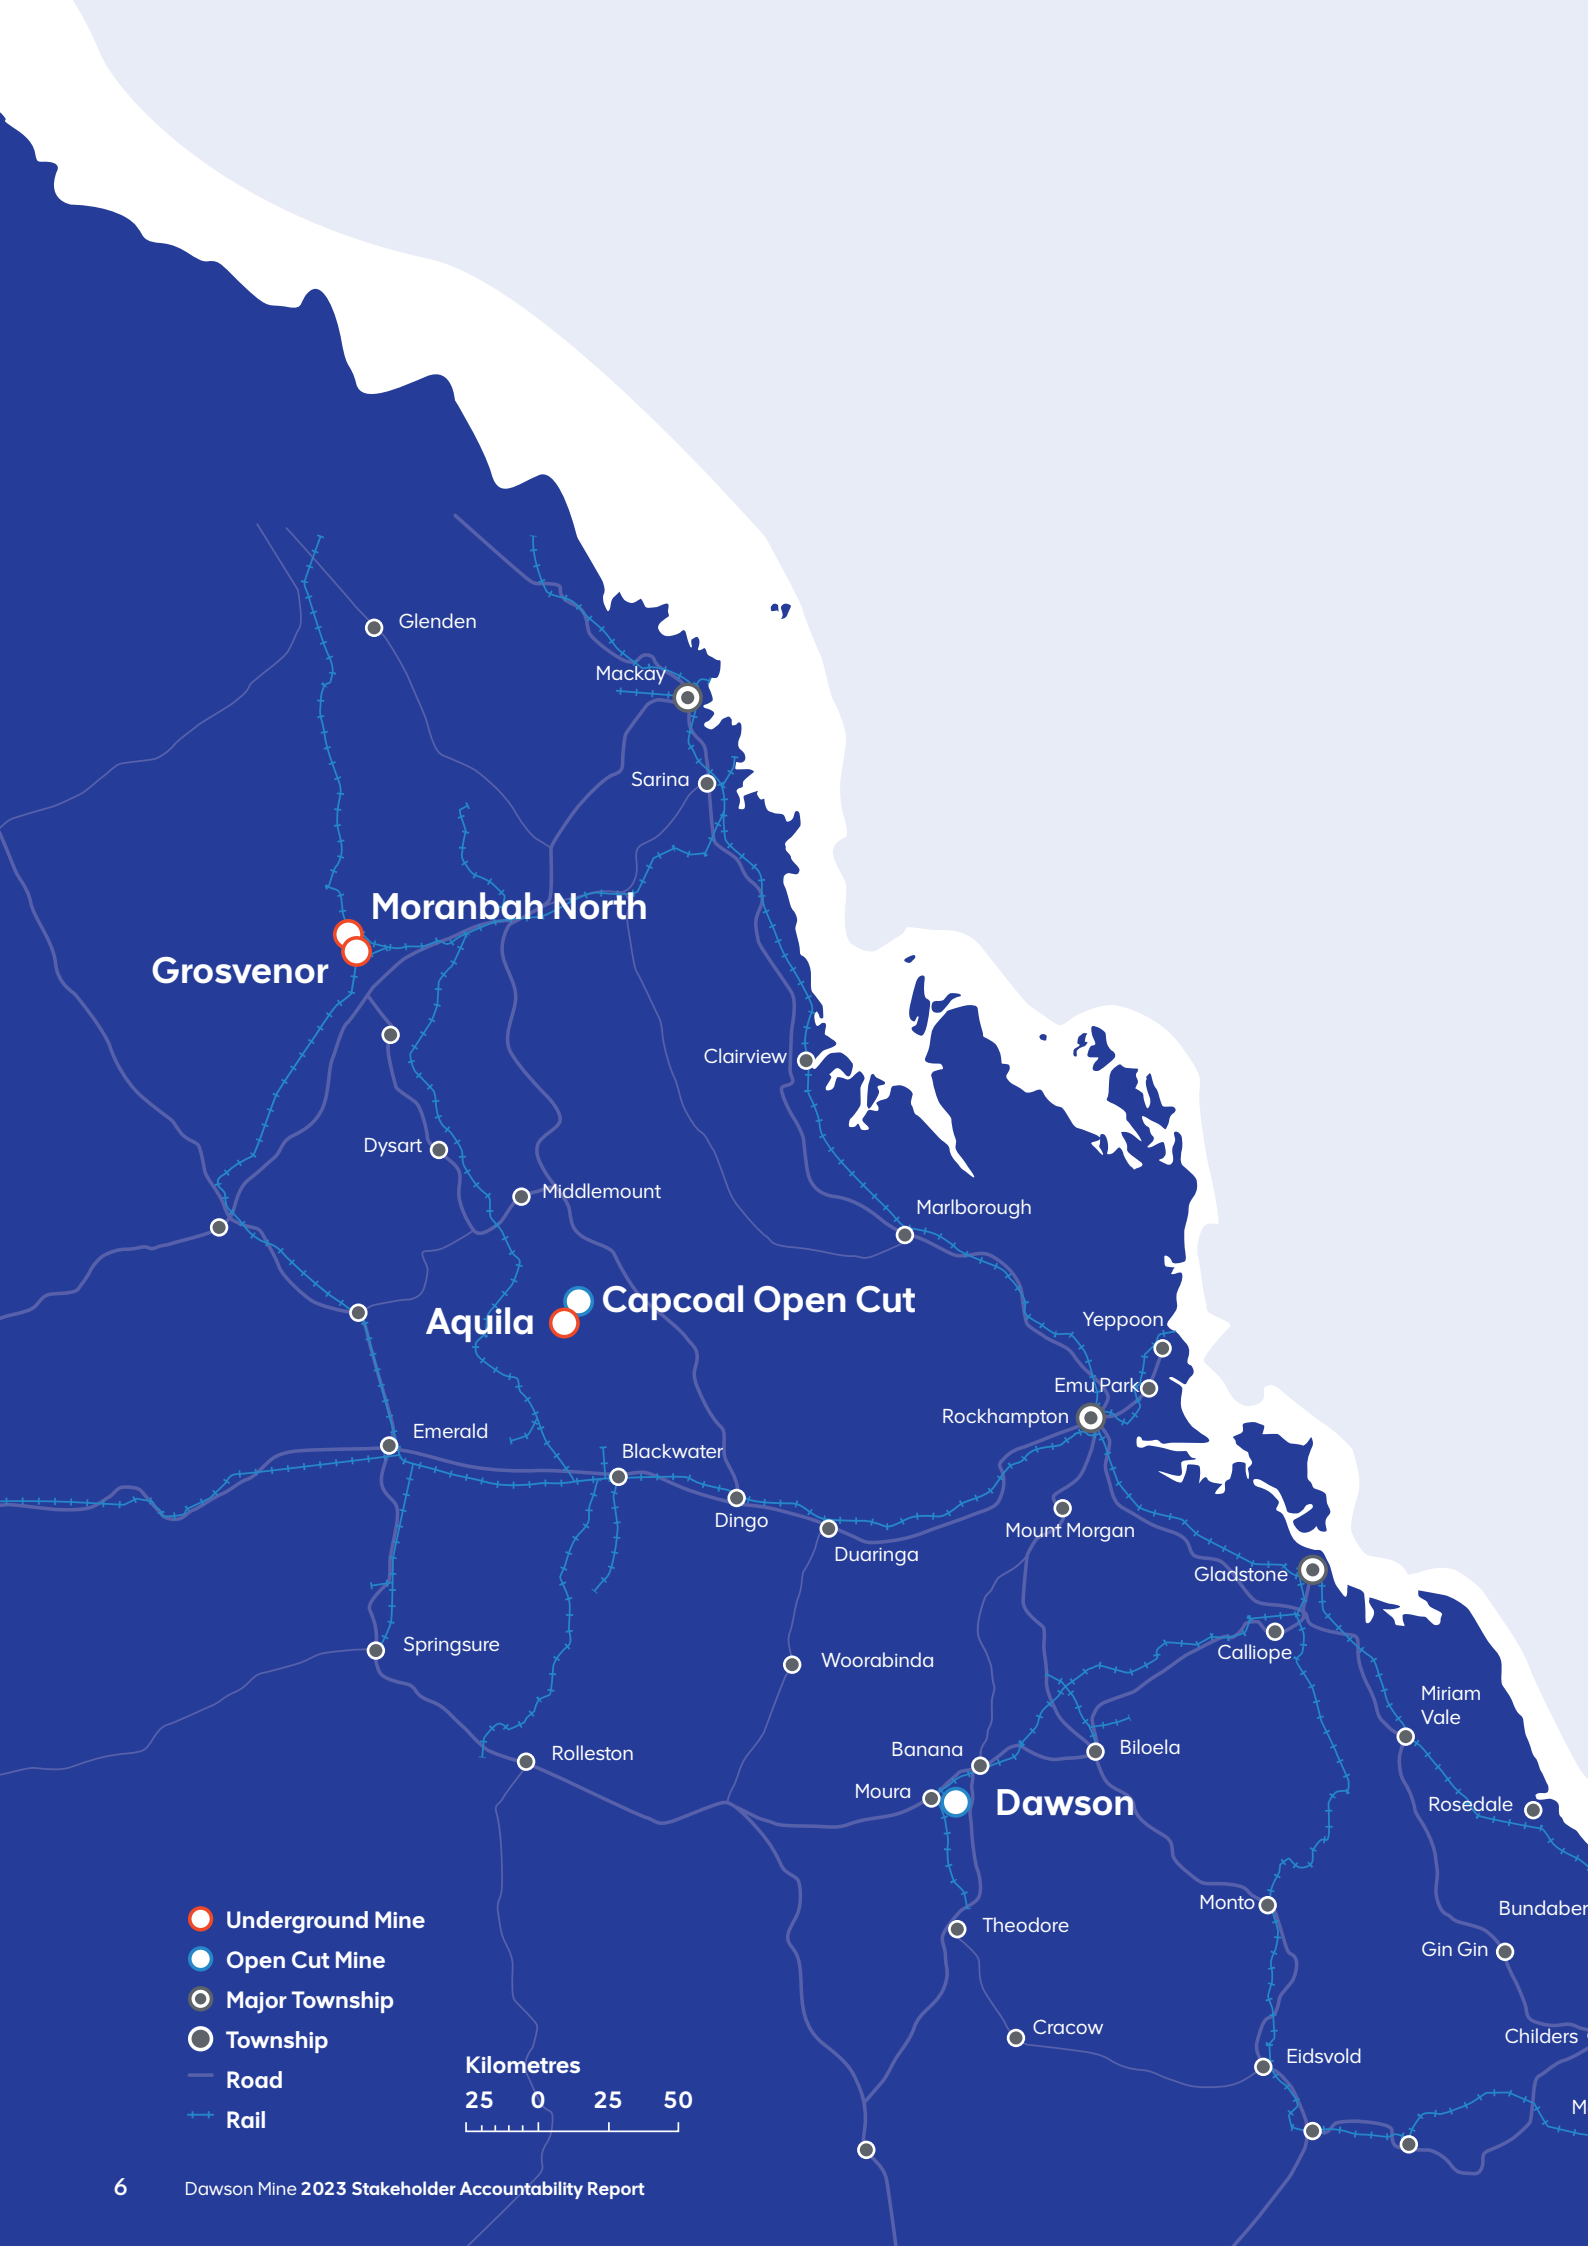 Glenden
Mackay
Sarina
Moranbah North
Grosvenor
Clairview
Dysart
Middlemount
Marlborough
Capcoal Open Cut
Aquila
Yeppoon
Emu Park
Rockhampton
Emerald
Blackwater
Dingo
Mount Morgan
Duaringa
Gladstone
Springsure
Calliope
Woorabinda
Miriam
Vale
Banana
Biloela
Rolleston
Moura
Dawson
Rosedale
Monto
Bundaber
Theodore
Gin Gin
Cracow
Childers
Eidsvold
M
Underground Mine
Open Cut Mine
Major Township
Township
Road
Rail
Kilometres
25 0 25 50
6 Dawson Mine 2023 Stakeholder Accountability Report